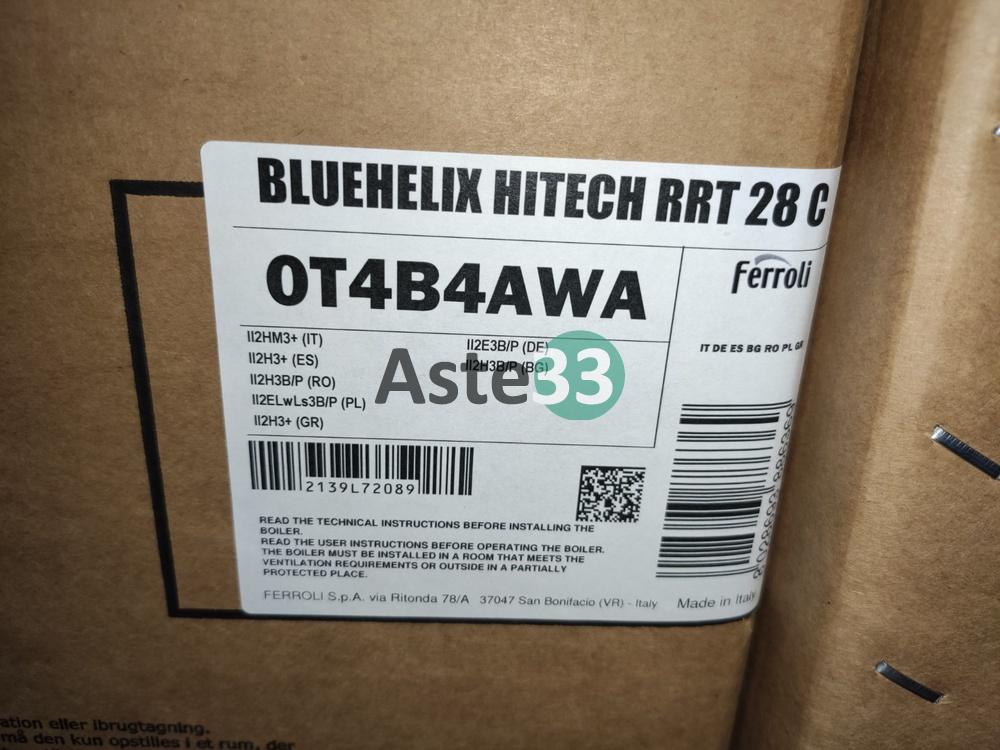 BLUEHELIX HITECH RRT 28 C
0T4B4AWA
Ferroli
IT DE ES BG RO PL GR
II2HM3+ (IT)
II2E3B/P (DE)
II2H3+ (ES)
II2H3B/P (BG)
II2H3B/P (RO)
II2ELwLs3B/P (PL)
II2H3+ (GR)
Aste33
2139L72089
READ THE TECHNICAL INSTRUCTIONS BEFORE INSTALLING THE
BOILER.
READ THE USER INSTRUCTIONS BEFORE OPERATING THE BOILER.
THE BOILER MUST BE INSTALLED IN A ROOM THAT MEETS THE
VENTILATION REQUIREMENTS OR OUTSIDE IN A PARTIALLY
PROTECTED PLACE.
FERROLI S.p.A. via Ritonda 78/A 37047 San Bonifacio (VR) - Italy
Made in Italy
ation eller ibrugtagning.
må den kun opstilles i et rum, der